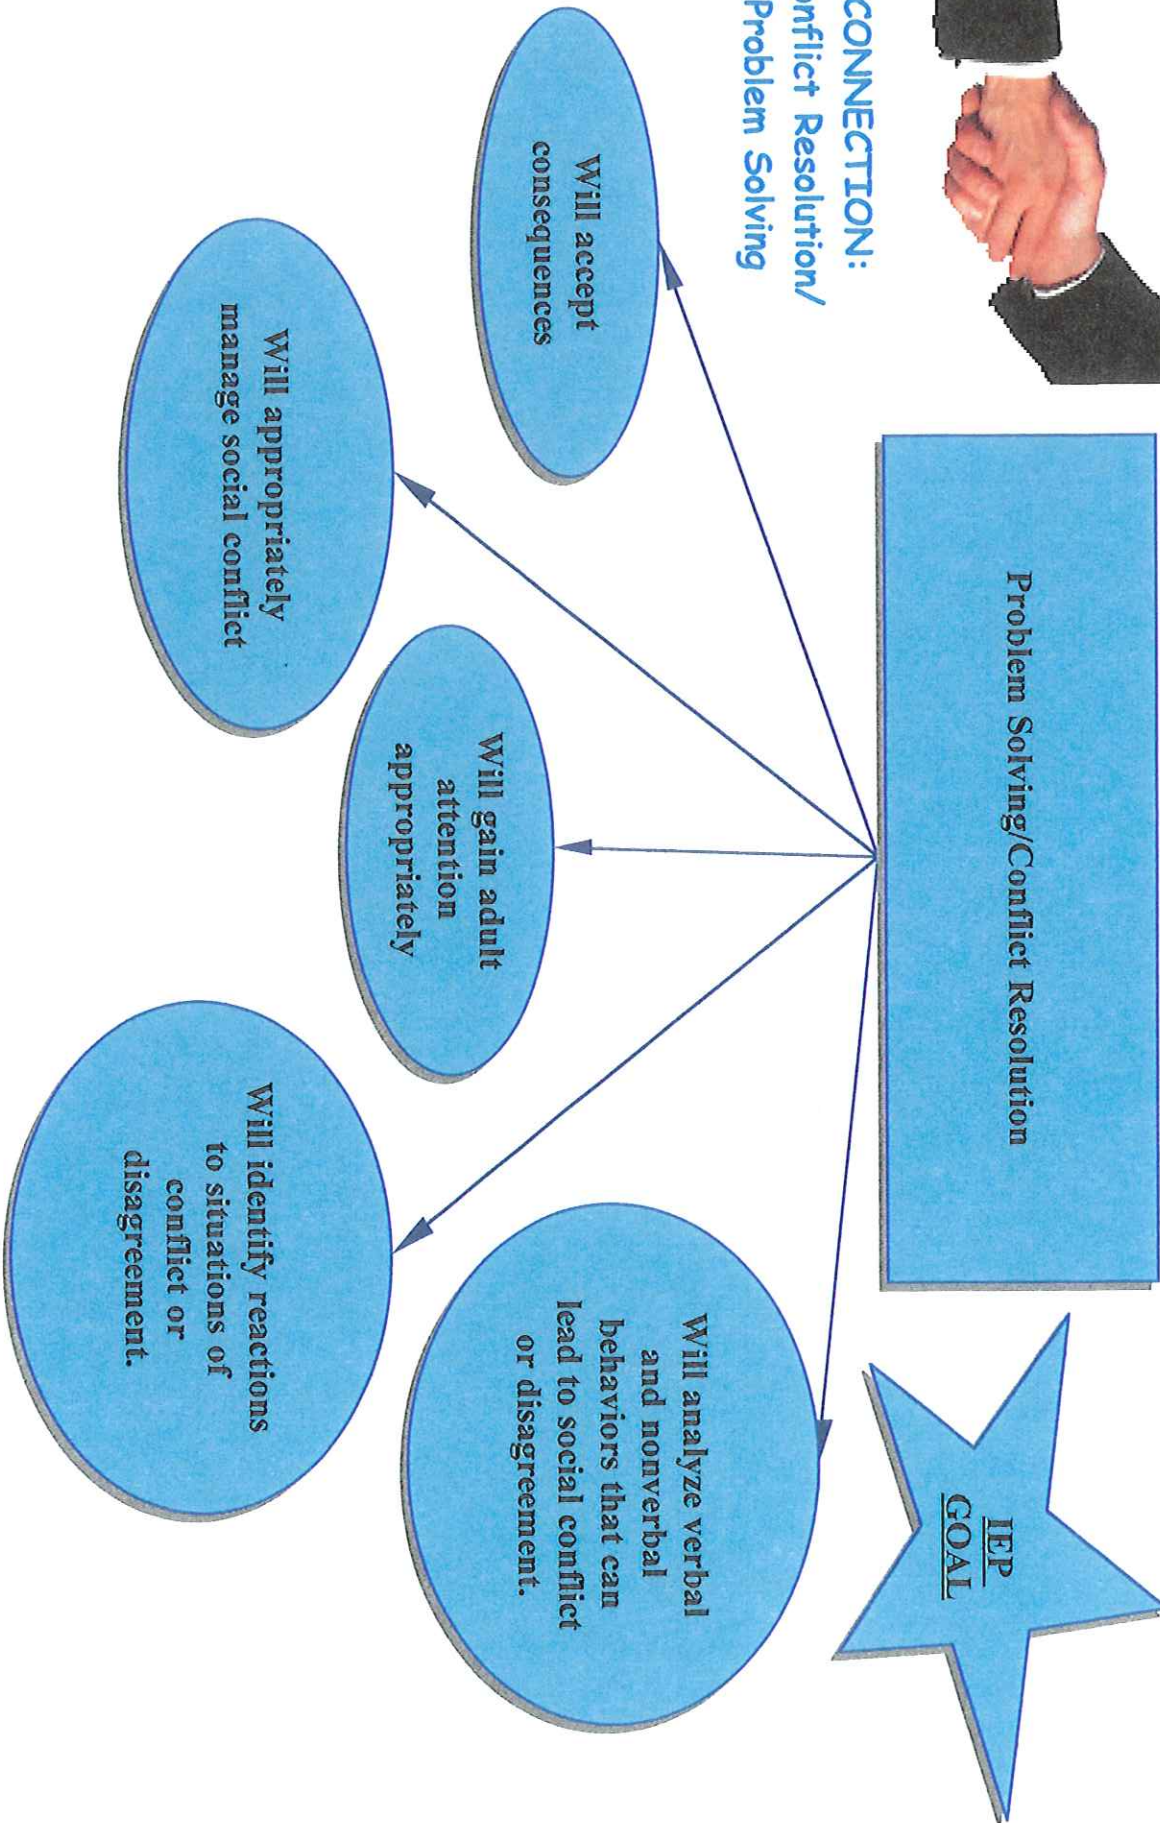 CONNECTION:
onflict Resolution/
Problem Solving
Problem Solving/Conflict Resolution
IEP
GOAL
Will accept
consequences
Will appropriately
manage social conflict
Will gain adult
attention
appropriately
Will identify reactions
to situations of
conflict or
disagreement.
Will analyze verbal
and nonverbal
behaviors that can
lead to social conflict
or disagreement.